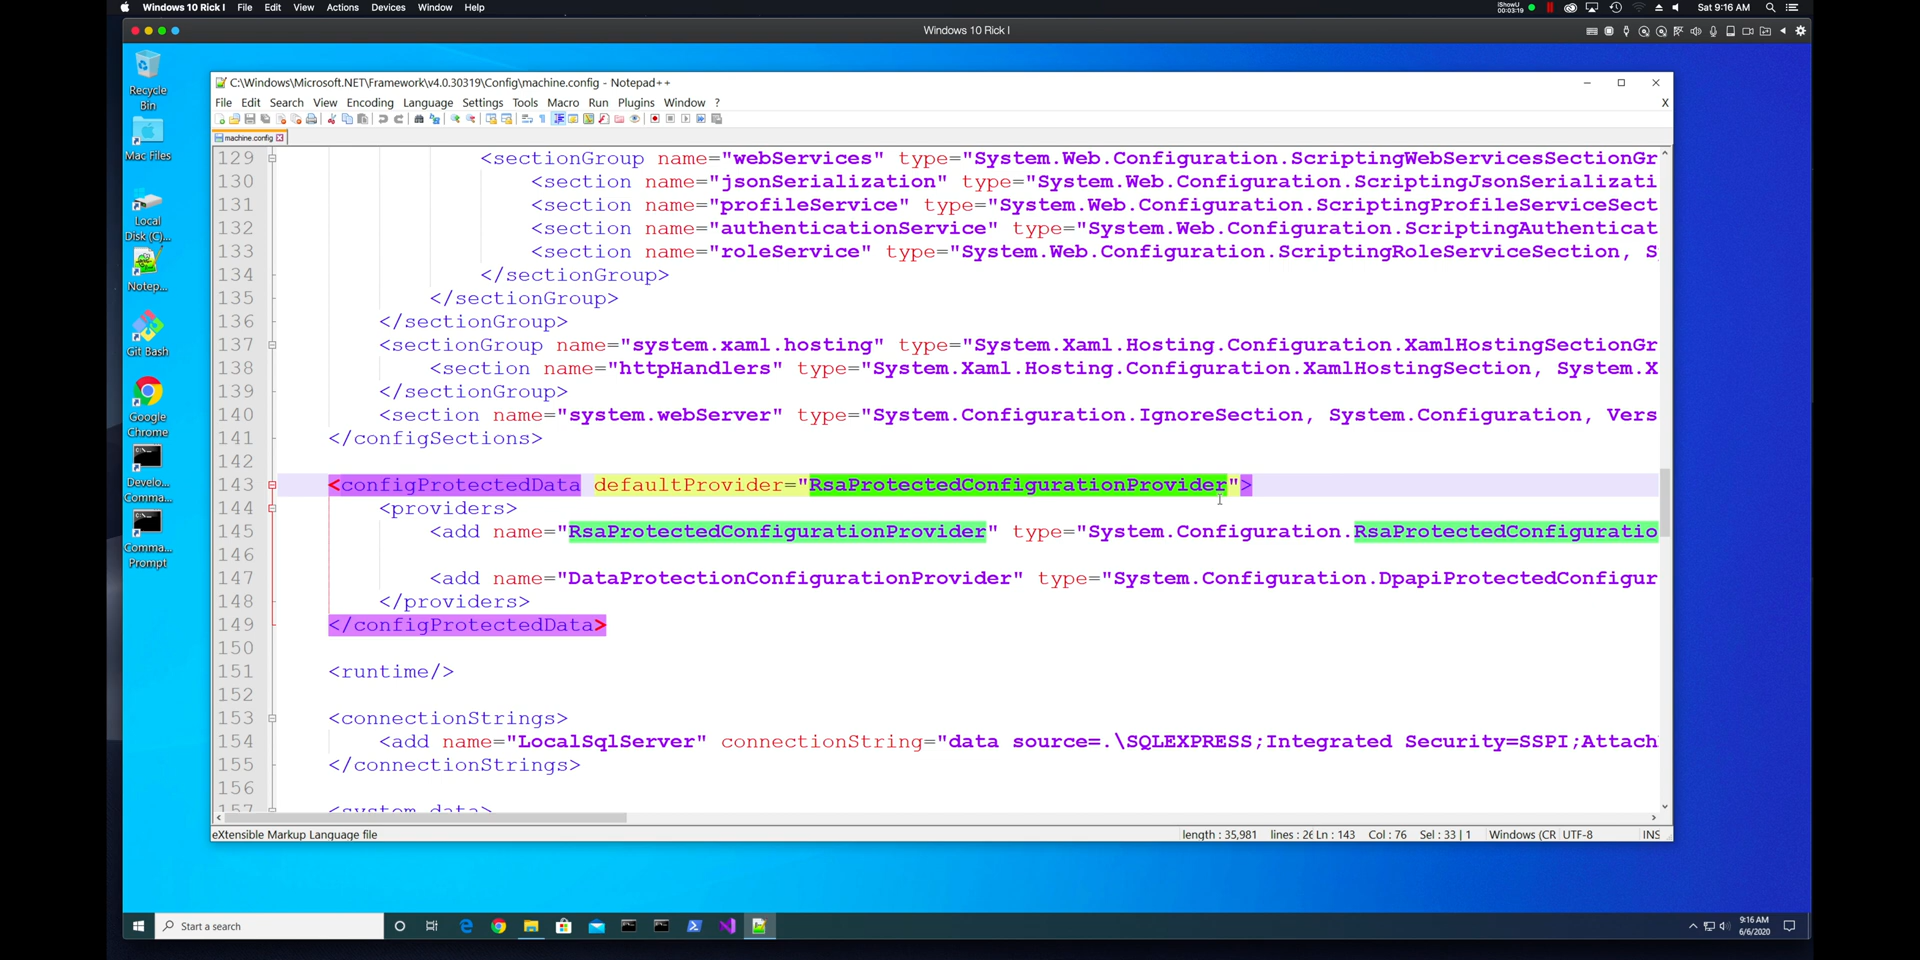 Windows 10 Rick I File Edit View Actions Devices Window Help
iShowU
00:03:19
Sat 9:16 AM
Windows 10 Rick I
Recycle
Bin
Mac Files
Local
Disk (C)...
Notep...
Git Bash
Google
Chrome
Develo...
Comma...
Comma...
Prompt
C:\Windows\Microsoft.NET\Framework\v4.0.30319\Config\machine.config - Notepad++
File Edit Search View Encoding Language Settings Tools Macro Run Plugins Window ? X
machine.config
129 <sectionGroup name="webServices" type="System.Web.Configuration.ScriptingWebServicesSectionGr
130 <section name="jsonSerialization" type="System.Web.Configuration.ScriptingJsonSerializati
131 <section name="profileService" type="System.Web.Configuration.ScriptingProfileServiceSect
132 <section name="authenticationService" type="System.Web.Configuration.ScriptingAuthenticat
133 <section name="roleService" type="System.Web.Configuration.ScriptingRoleServiceSection, S
134 </sectionGroup>
135 </sectionGroup>
136 </sectionGroup>
137 <sectionGroup name="system.xaml.hosting" type="System.Xaml.Hosting.Configuration.XamlHostingSectionGr
138 <section name="httpHandlers" type="System.Xaml.Hosting.Configuration.XamlHostingSection, System.X
139 </sectionGroup>
140 <section name="system.webServer" type="System.Configuration.IgnoreSection, System.Configuration, Vers
141 </configSections>
142
143 <configProtectedData defaultProvider="RsaProtectedConfigurationProvider">
144 <providers>
145 <add name="RsaProtectedConfigurationProvider" type="System.Configuration.RsaProtectedConfiguratio
146
147 <add name="DataProtectionConfigurationProvider" type="System.Configuration.DpapiProtectedConfigur
148 </providers>
149 </configProtectedData>
150
151 <runtime/>
152
153 <connectionStrings>
154 <add name="LocalSqlServer" connectionString="data source=.\SQLEXPRESS;Integrated Security=SSPI;Attach
155 </connectionStrings>
156
157 <system.data>
eXtensible Markup Language file length : 35,981 lines : 26 Ln : 143 Col : 76 Sel : 33 | 1 Windows (CR UTF-8 INS
Start a search
9:16 AM
6/6/2020